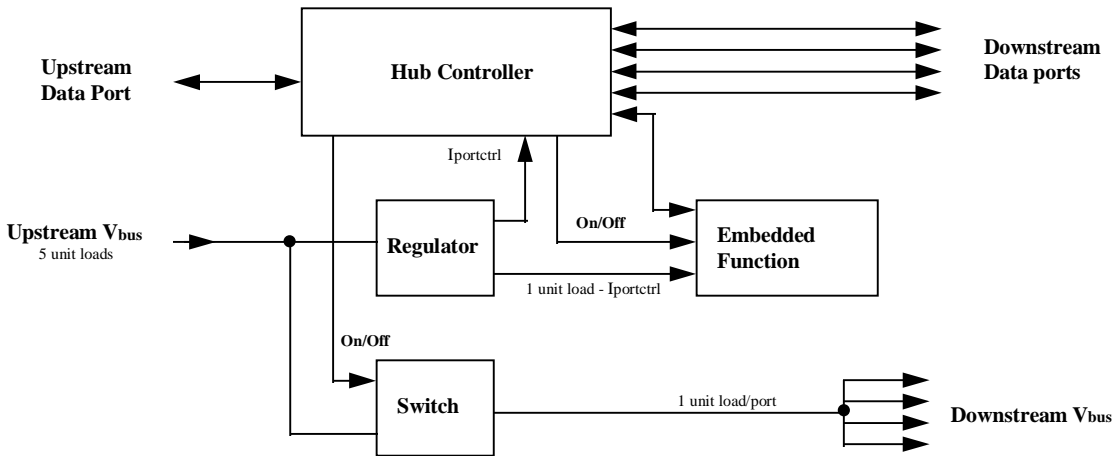 Hub Controller
Upstream
Data Port
Downstream
Data ports
Iportctrl
Upstream Vbus
5 unit loads
Regulator
On/Off
Embedded
Function
1 unit load - Iportctrl
On/Off
Switch
1 unit load/port
Downstream Vbus